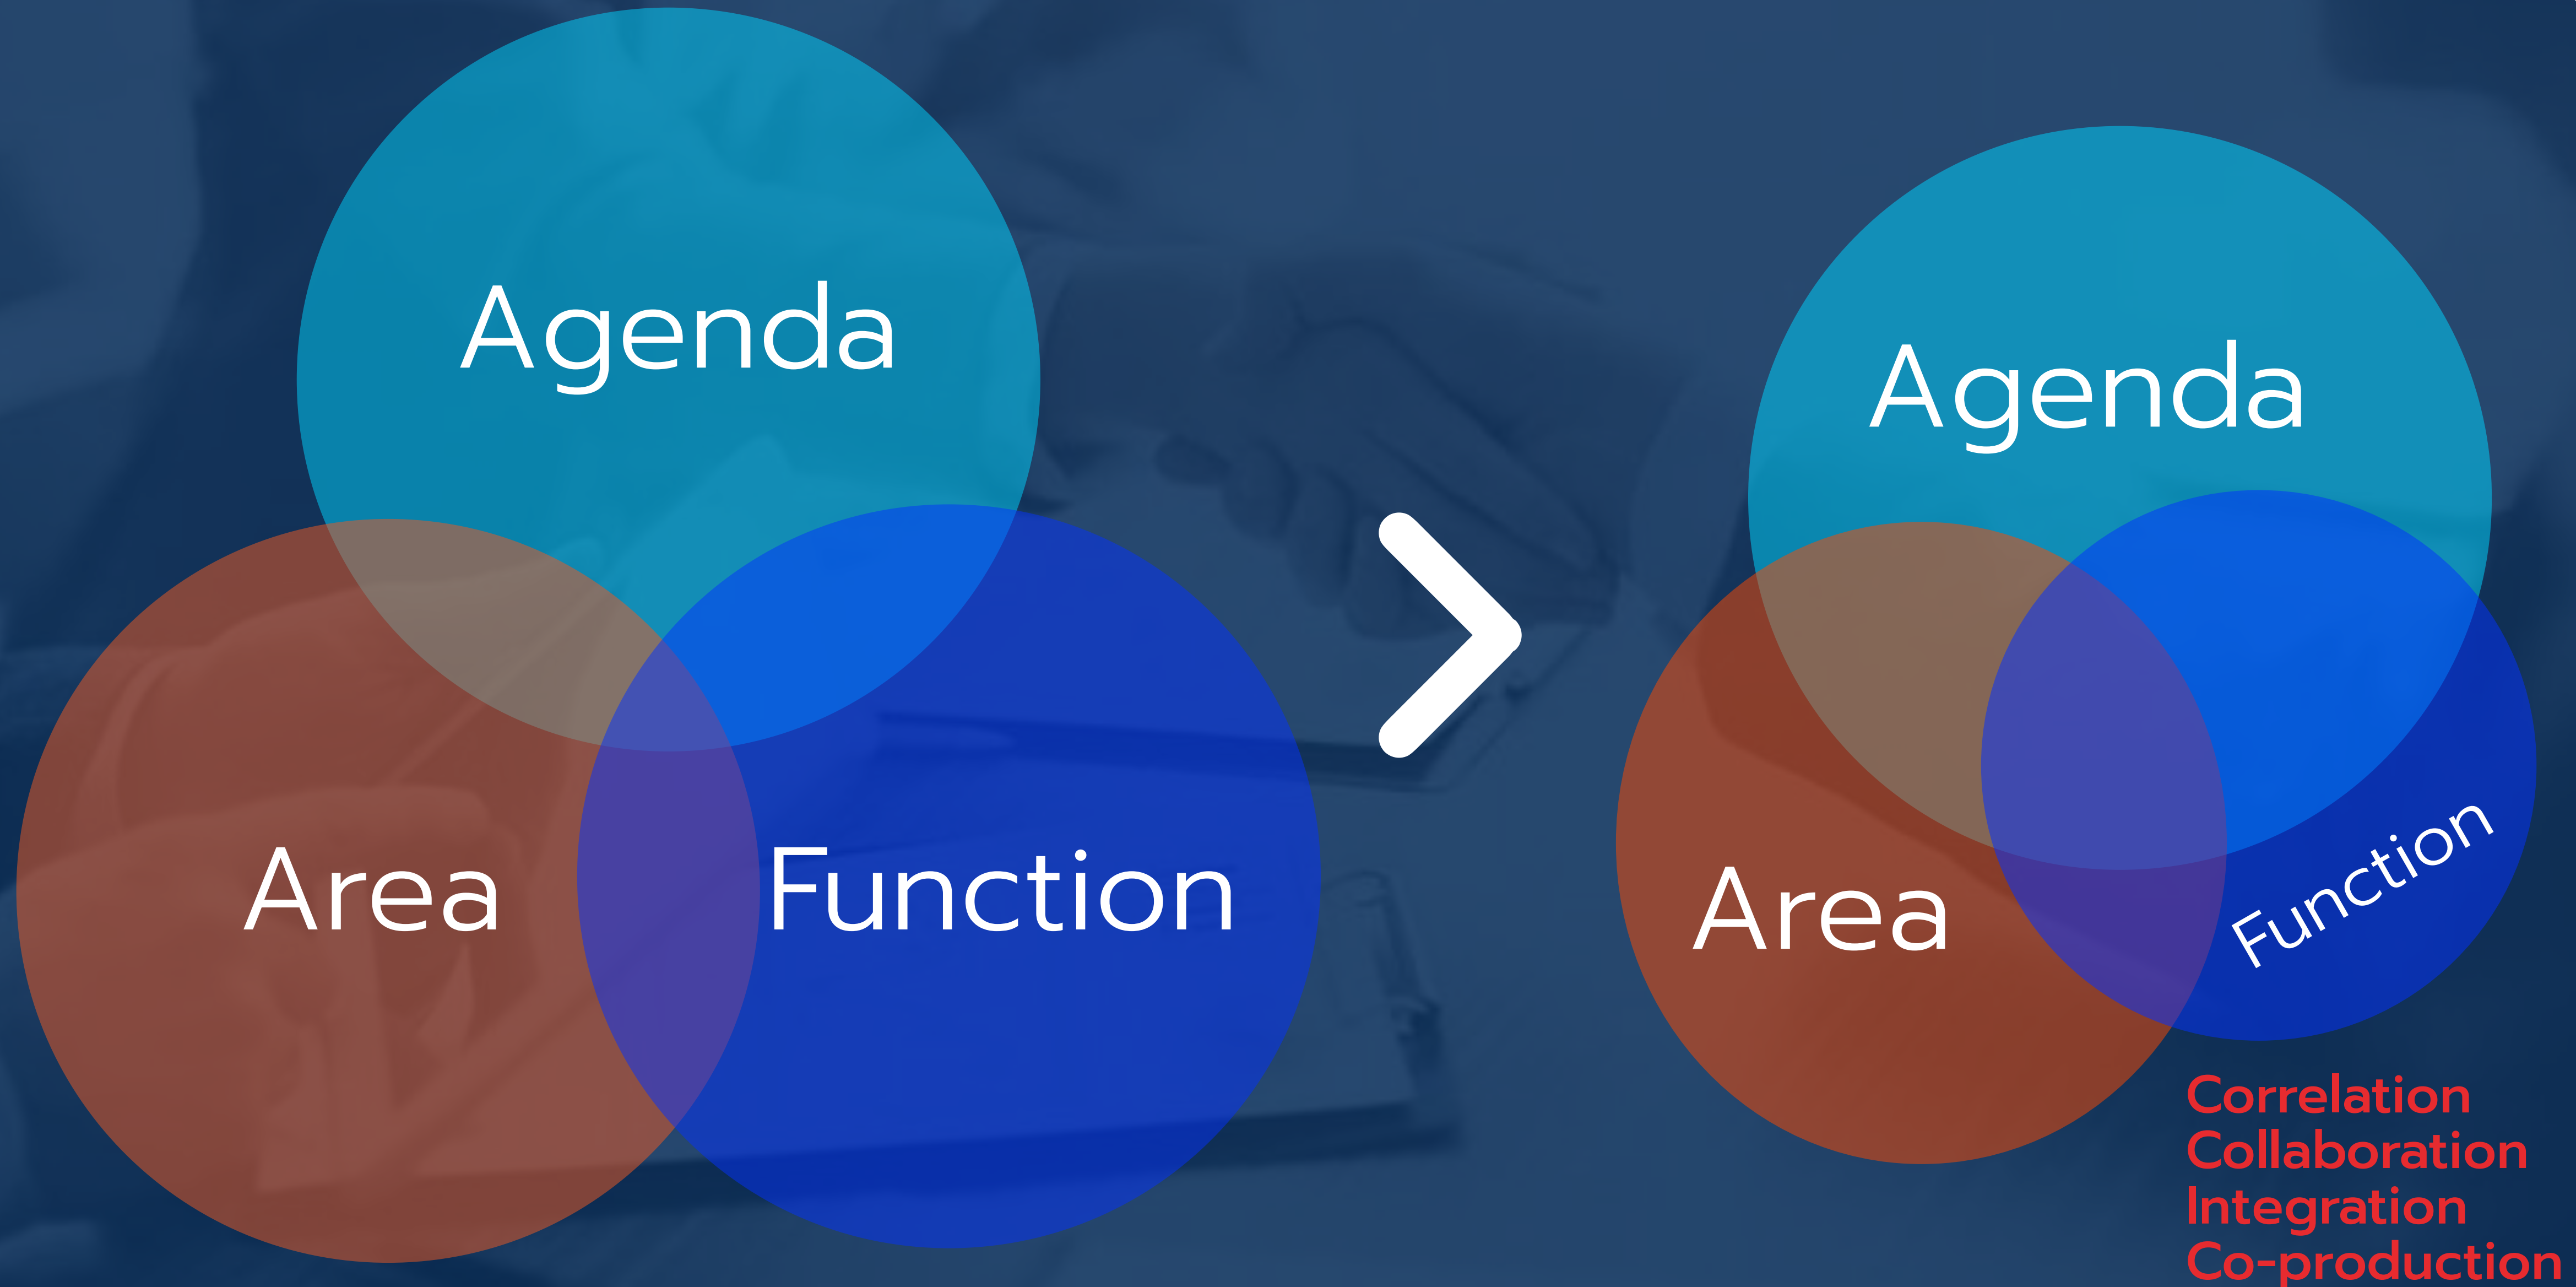 Agenda
Area
Function
Agenda
Area
Function
Correlation
Collaboration
Integration
Co-production